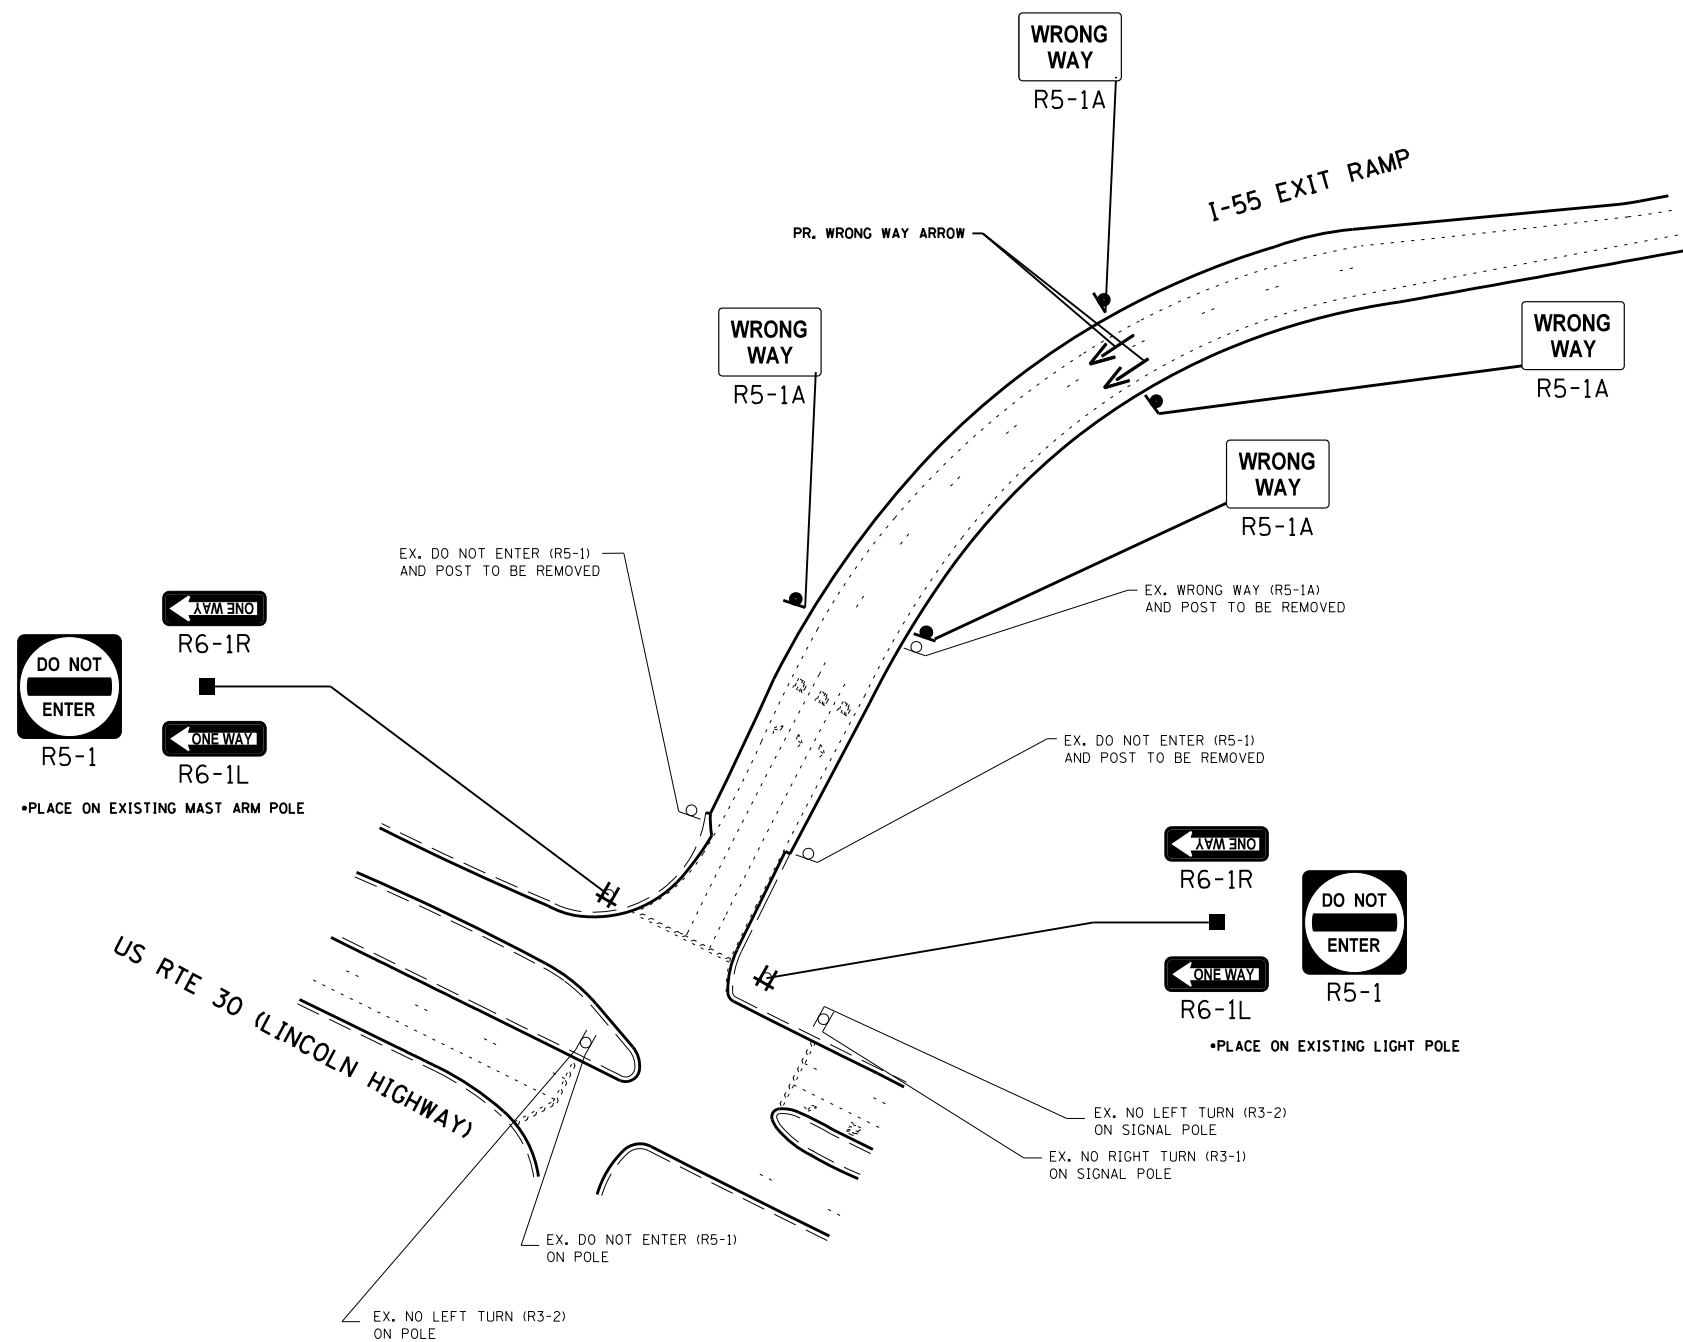 WRONG
WAY
R5-1A
I-55 EXIT RAMP
PR. WRONG WAY ARROW
WRONG
WAY
R5-1A
WRONG
WAY
R5-1A
WRONG
WAY
R5-1A
EX. DO NOT ENTER (R5-1)
AND POST TO BE REMOVED
EX. WRONG WAY (R5-1A)
AND POST TO BE REMOVED
ONE WAY
R6-1R
DO NOT
ENTER
R5-1
ONE WAY
R6-1L
•PLACE ON EXISTING MAST ARM POLE
EX. DO NOT ENTER (R5-1)
AND POST TO BE REMOVED
ONE WAY
R6-1R
DO NOT
ENTER
R5-1
ONE WAY
R6-1L
•PLACE ON EXISTING LIGHT POLE
US RTE 30 (LINCOLN HIGHWAY)
EX. NO LEFT TURN (R3-2)
ON SIGNAL POLE
EX. NO RIGHT TURN (R3-1)
ON SIGNAL POLE
EX. DO NOT ENTER (R5-1)
ON POLE
EX. NO LEFT TURN (R3-2)
ON POLE